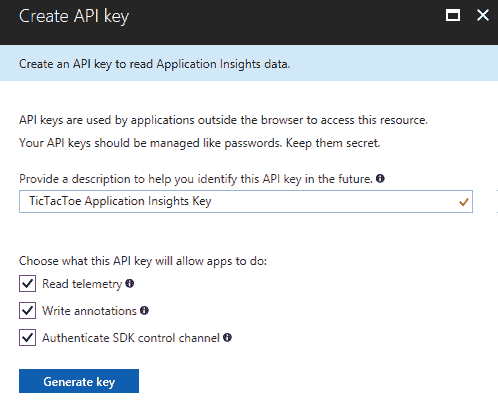 Create API key
Create an API key to read Application Insights data.
API keys are used by applications outside the browser to access this resource.
Your API keys should be managed like passwords. Keep them secret.
Provide a description to help you identify this API key in the future.
TicTacToe Application Insights Key
Choose what this API key will allow apps to do:
Read telemetry
Write annotations
Authenticate SDK control channel
Generate key